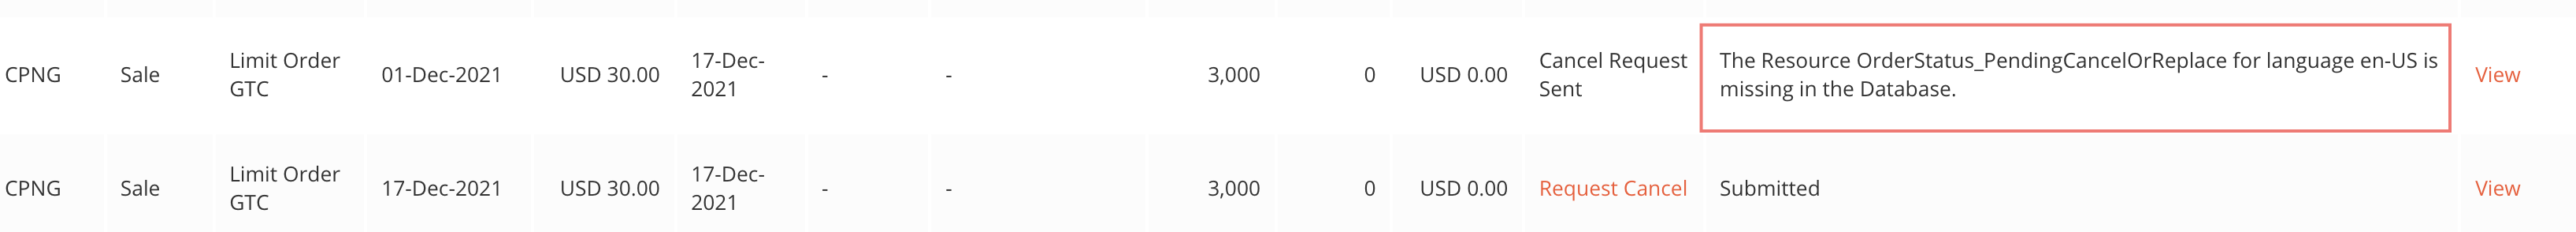 CPNG Sale Limit Order GTC 01-Dec-2021 USD 30.00 17-Dec-2021 - - 3,000 0 USD 0.00 Cancel Request Sent The Resource OrderStatus_PendingCancelOrReplace for language en-US is missing in the Database. View
CPNG Sale Limit Order GTC 17-Dec-2021 USD 30.00 17-Dec-2021 - - 3,000 0 USD 0.00 Request Cancel Submitted View